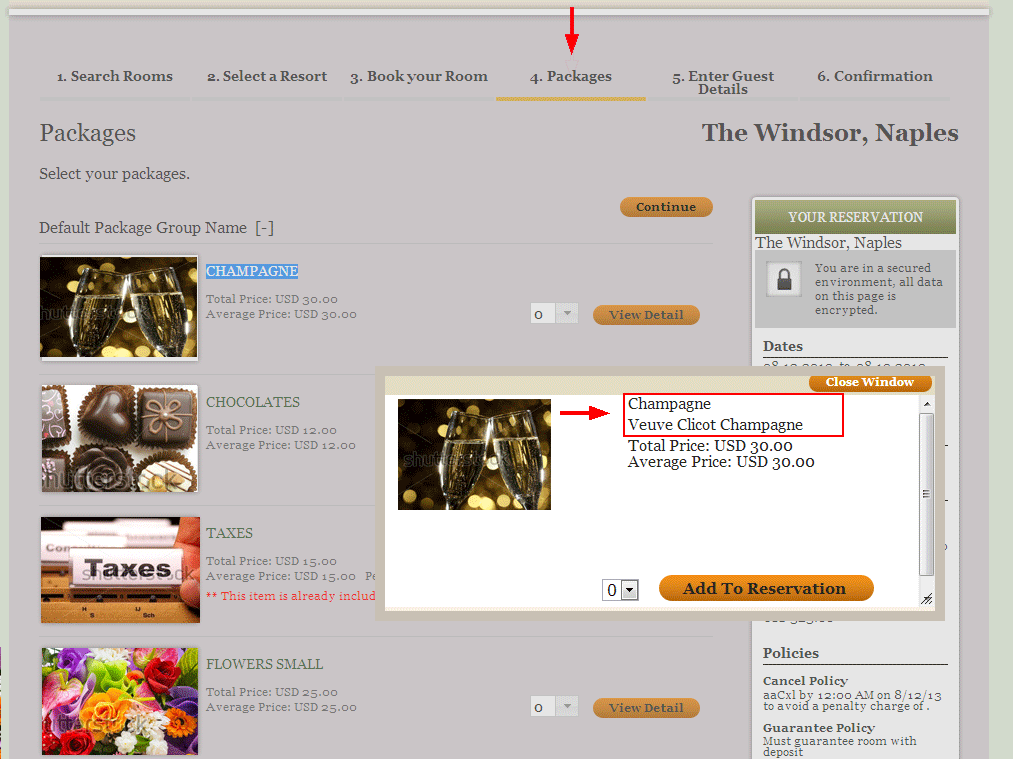 1. Search Rooms
2. Select a Resort
3. Book your Room
4. Packages
5. Enter Guest
Details
6. Confirmation
Packages
The Windsor, Naples
Select your packages.
Continue
Default Package Group Name [-]
CHAMPAGNE
Total Price: USD 30.00
Average Price: USD 30.00
0
View Detail
shutterstock
CHOCOLATES
Total Price: USD 12.00
Average Price: USD 12.00
shutterstock
TAXES
Total Price: USD 15.00
Average Price: USD 15.00
** This item is already includ
Taxes
shutterstock
H
S
U
Sch
FLOWERS SMALL
Total Price: USD 25.00
Average Price: USD 25.00
0
View Detail
Close Window
shutterstock
Champagne
Veuve Clicot Champagne
Total Price: USD 30.00
Average Price: USD 30.00
0
Add To Reservation
YOUR RESERVATION
The Windsor, Naples
You are in a secured
environment, all data
on this page is
encrypted.
Dates
Policies
Cancel Policy
aaCxl by 12:00 AM on 8/12/13
to avoid a penalty charge of .
Guarantee Policy
Must guarantee room with
deposit